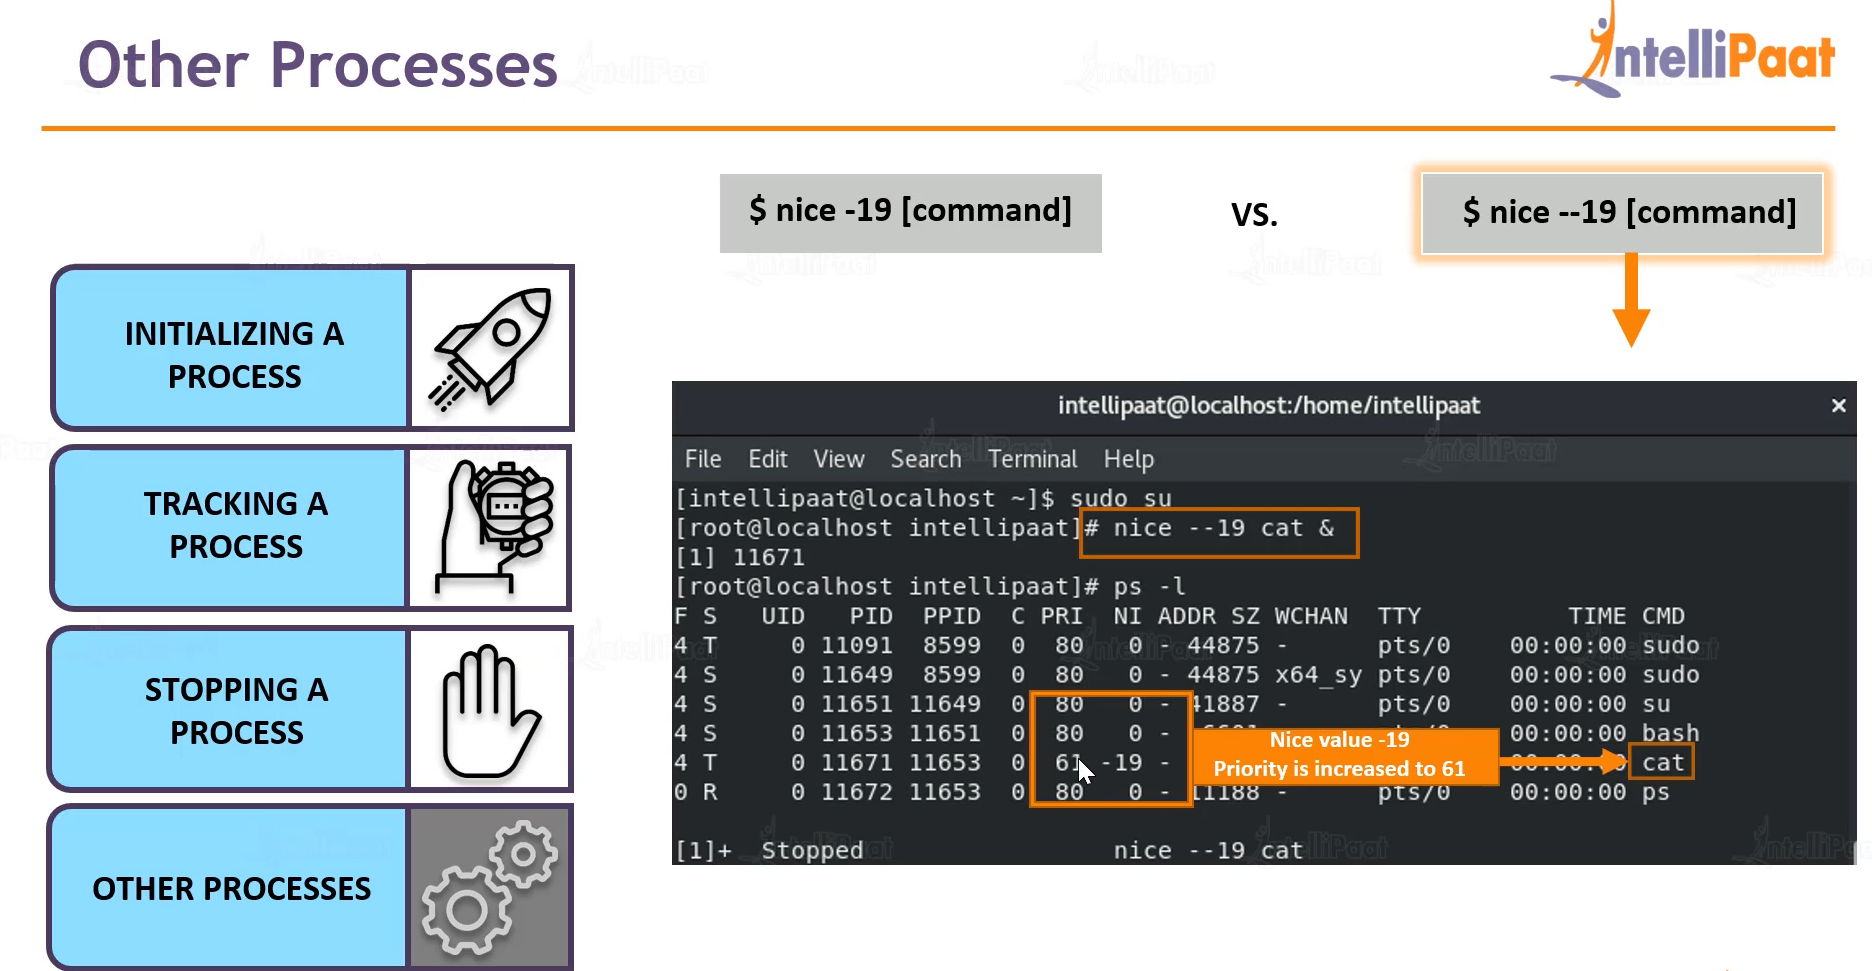 Other Processes
IntelliPaat
$ nice -19 [command]
VS.
$ nice --19 [command]
INITIALIZING A
PROCESS
TRACKING A
PROCESS
STOPPING A
PROCESS
OTHER PROCESSES
intellipaat@localhost:/home/intellipaat ×
File Edit View Search Terminal Help
[intellipaat@localhost ~]$ sudo su
[root@localhost intellipaat]# nice --19 cat &
[1] 11671
[root@localhost intellipaat]# ps -l
F S UID PID PPID C PRI NI ADDR SZ WCHAN TTY TIME CMD
4 T 0 11091 8599 0 80 0 - 44875 - pts/0 00:00:00 sudo
4 S 0 11649 8599 0 80 0 - 44875 x64_sy pts/0 00:00:00 sudo
4 S 0 11651 11649 0 80 0 - 41887 - pts/0 00:00:00 su
4 S 0 11653 11651 0 80 0 - 00:00:00 bash
4 T 0 11671 11653 0 61 -19 - cat
0 R 0 11672 11653 0 80 0 - 11188 - pts/0 00:00:00 ps
Nice value -19
Priority is increased to 61
[1]+ Stopped nice --19 cat